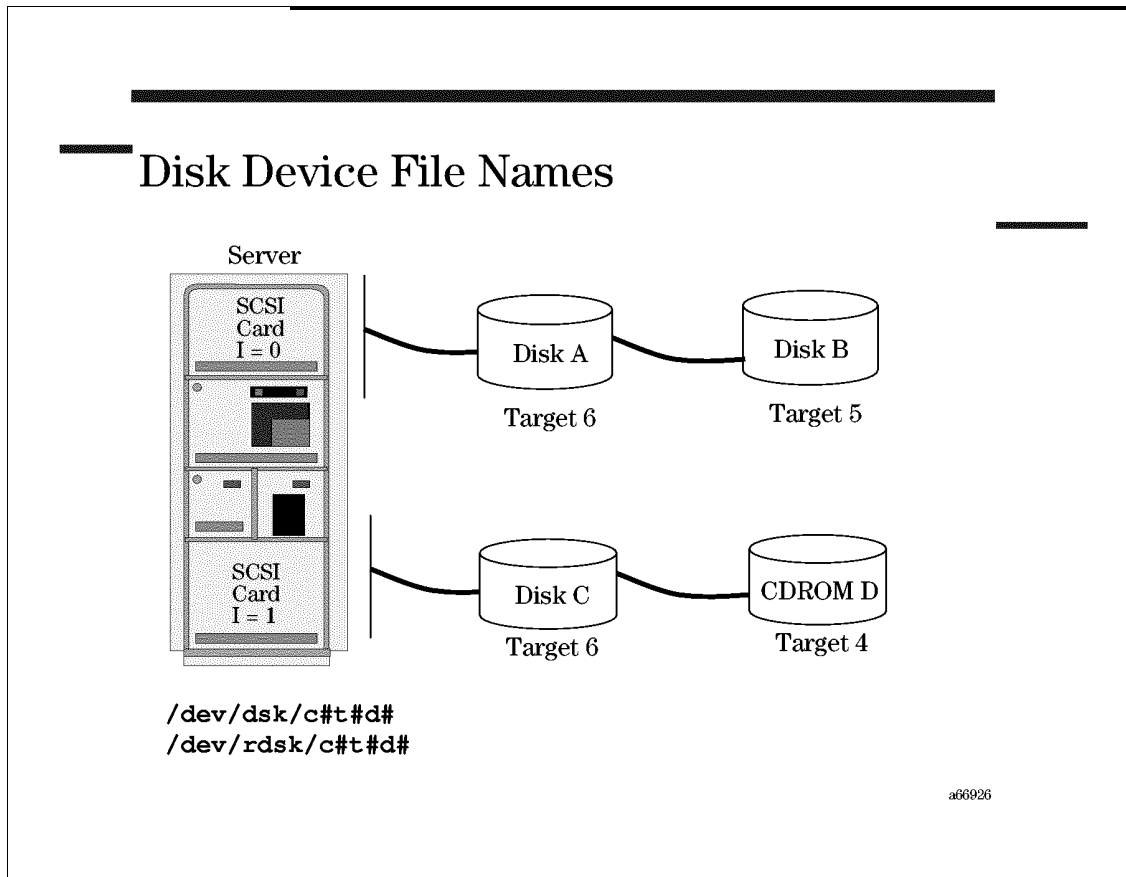 Disk Device File Names
Server
SCSI
Card
I = 0
Disk A
Disk B
Target 6
Target 5
SCSI
Card
I = 1
Disk C
CDROM D
Target 6
Target 4
/dev/dsk/c#t#d#
/dev/rdsk/c#t#d#
a66926